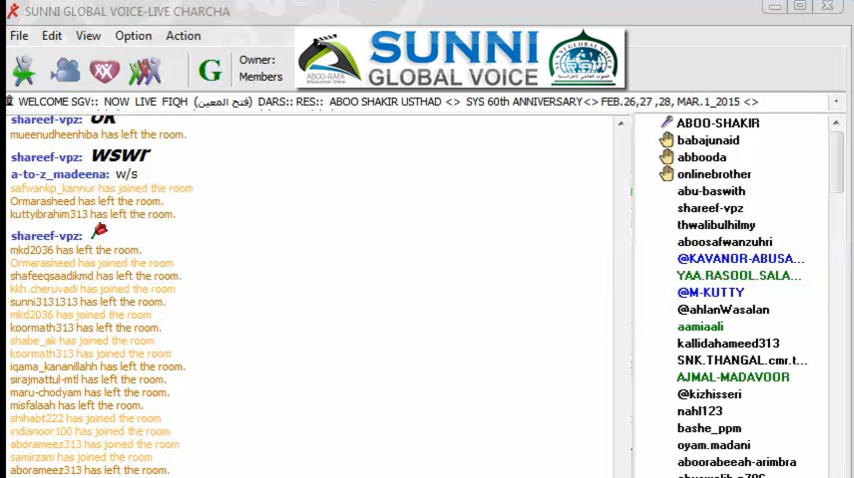 SUNNI GLOBAL VOICE-LIVE CHARCHA
File Edit View Option Action
G
Owner:
Members
ABOO-RAFA
SUNNI
GLOBAL VOICE
WELCOME SGV:: NOW LIVE FIQH (فتح المعين) DARS:: RES:: ABOO SHAKIR USTHAD <> SYS 60th ANNIVERSARY<> FEB.26,27 ,28, MAR.1_2015 <>
shareef-vpz: OK
mueenudheenhiba has left the room.
shareef-vpz: WSWR
a-to-z_madeena: w/s
safwankp_kannur has joined the room
Ormarasheed has left the room.
kuttyibrahim313 has left the room.
shareef-vpz:
mkd2036 has left the room.
Ormarasheed has joined the room
shafeeqsaadikmd has left the room.
kkh.cheruvadi has joined the room
sunni3131313 has left the room.
mkd2036 has joined the room
koormath313 has left the room.
shabe_ak has joined the room
koormath313 has joined the room
iqama_kananillahh has left the room.
sirajmattul-mtl has left the room.
maru-chodyam has left the room.
misfalaah has left the room.
shihabt222 has joined the room
indianoor100 has joined the room
aborameez313 has joined the room
samirzam has joined the room
aborameez313 has left the room.
ABOO-SHAKIR
babajunaid
abbooda
onlinebrother
abu-baswith
shareef-vpz
thwalibulhilmy
aboosafwanzuhri
@KAVANOR-ABUSA...
YAA.RASOOL.SALA...
@M-KUTTY
@ahlanWasalan
aamiaali
kallidahameed313
SNK.THANGAL.cmr.t...
AJMAL-MADAVOOR
@kizhisseri
nahl123
bashe_ppm
oyam.madani
aboorabeeah-arimbra